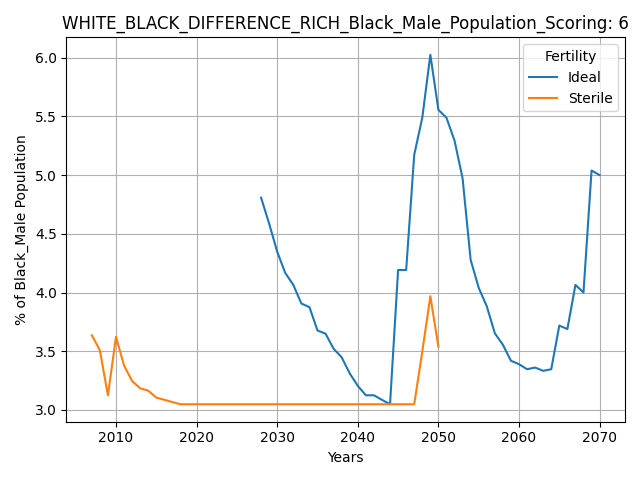 WHITE_BLACK_DIFFERENCE_RICH_Black_Male_Population_Scoring: 6
Fertility
Ideal
Sterile
% of Black_Male Population
6.0
5.5
5.0
4.5
4.0
3.5
3.0
2010 2020 2030 2040 2050 2060 2070
Years